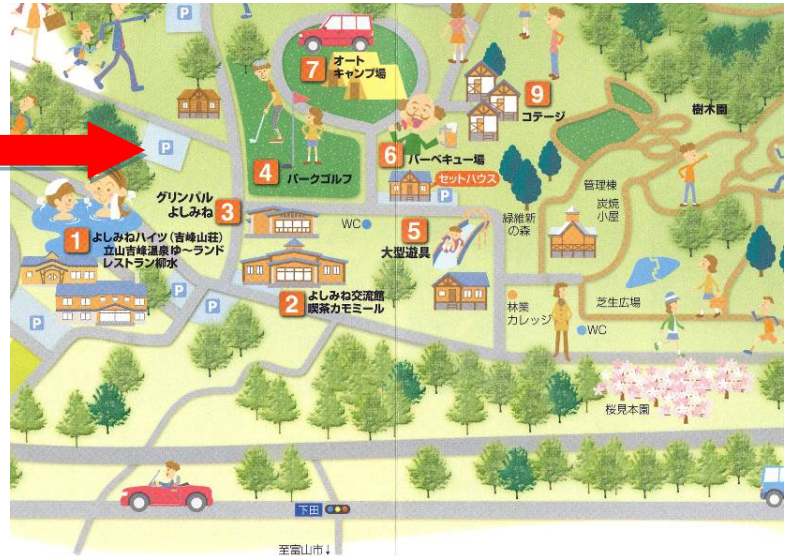 P
7
オート
キャンプ場
9
コテージ
樹木園
P
4
パークゴルフ
6
バーベキュー場
セットハウス
P
グリンパル
よしみね
3
WC
5
大型遊具
緑維新
の森
管理棟
炭焼
小屋
1
よしみねハイツ(吉峰山荘)
立山吉峰温泉ゆ〜ランド
レストラン柳水
P
P
P
2
よしみね交流館
喫茶カモミール
林業
カレッジ
芝生広場
WC
桜見本園
下田
至富山市↓